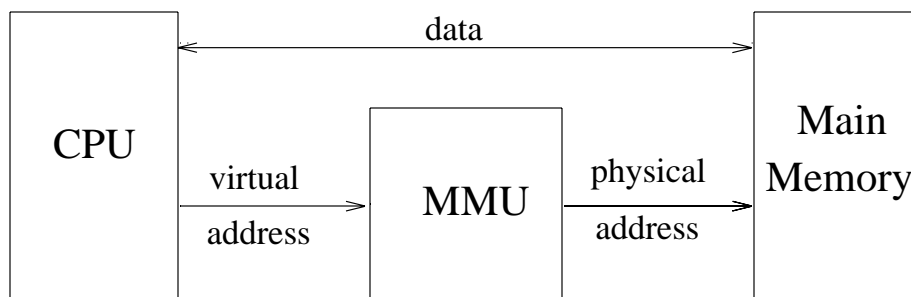 data
CPU
virtual
address
MMU
physical
address
Main
Memory